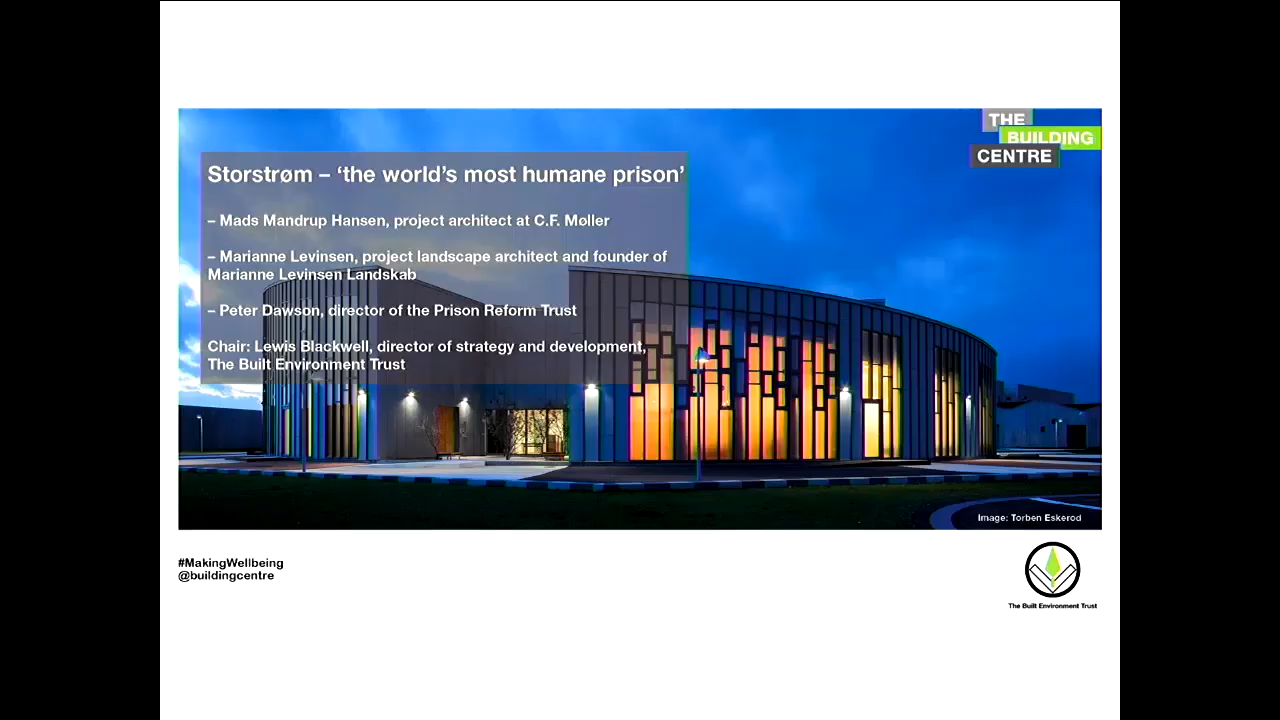 THE
BUILDING
CENTRE
Storstrøm – ‘the world’s most humane prison’
– Mads Mandrup Hansen, project architect at C.F. Møller
– Marianne Levinsen, project landscape architect and founder of
Marianne Levinsen Landskab
– Peter Dawson, director of the Prison Reform Trust
Chair: Lewis Blackwell, director of strategy and development,
The Built Environment Trust
Image: Torben Eskerod
#MakingWellbeing
@buildingcentre
The Built Environment Trust